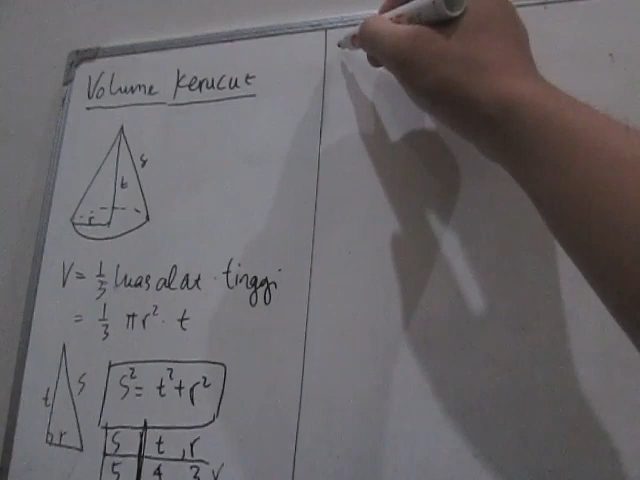 Volume Kerucut
s
t
r
V = 1/3 luas alas . tinggi
= 1/3 πr² . t
t s
r
s² = t² + r²
s t , r
5 4 3